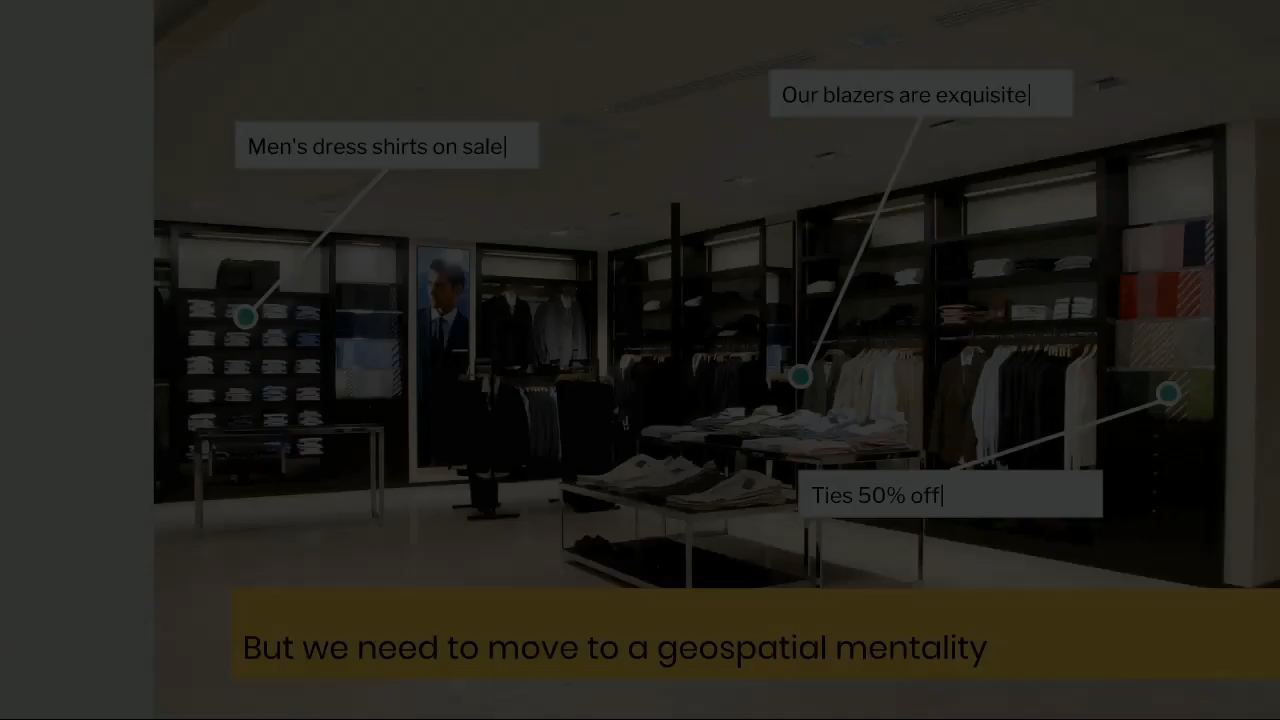 Our blazers are exquisite
Men's dress shirts on sale
Ties 50% off
But we need to move to a geospatial mentality